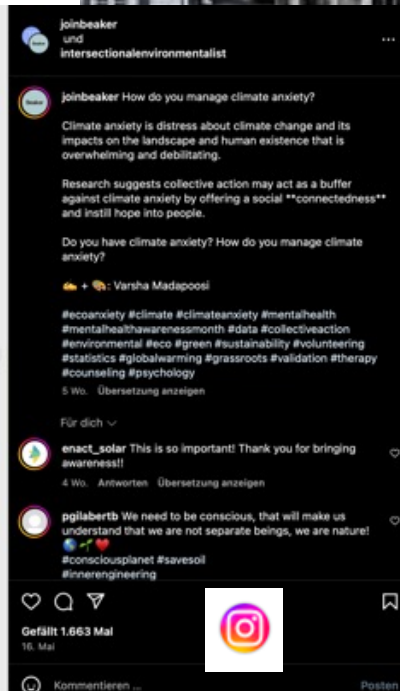 joinbeaker
und
intersectionalenvironmentalist
joinbeaker How do you manage climate anxiety?
Climate anxiety is distress about climate change and its
impacts on the landscape and human existence that is
overwhelming and debilitating.
Research suggests collective action may act as a buffer
against climate anxiety by offering a social **connectedness**
and instill hope into people.
Do you have climate anxiety? How do you manage climate
anxiety?
✍️ + 🎨: Varsha Madapoosi
#ecoanxiety #climate #climateanxiety #mentalhealth
#mentalhealthawarenessmonth #data #collectiveaction
#environmental #eco #green #sustainability #volunteering
#statistics #globalwarming #grassroots #validation #therapy
#counseling #psychology
5 Wo. Übersetzung anzeigen
Für dich
enact_solar This is so important! Thank you for bringing
awareness!!
4 Wo. Antworten Übersetzung anzeigen
pgilabertb We need to be conscious, that will make us
understand that we are not separate beings, we are nature!
🌎🌱❤️
#consciousplanet #savesoil
#innerengineering
Gefällt 1.663 Mal
16. Mai
Kommentieren ...
Posten